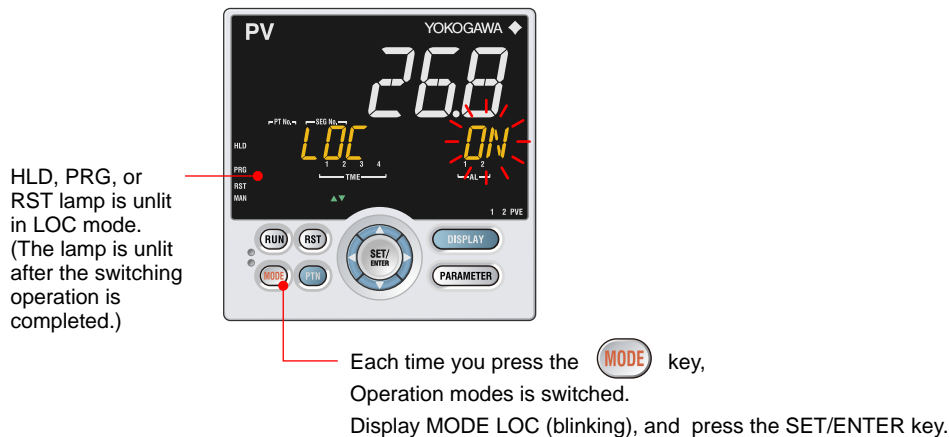 PV
YOKOGAWA
26.8
PT No. SEG No.
LOC ON
HLD
1 2 3 4 1 2
PRG
TME AL
RST
MAN
1 2 PVE
RUN RST DISPLAY
SET/
ENTER
MODE PTN PARAMETER
HLD, PRG, or
RST lamp is unlit
in LOC mode.
(The lamp is unlit
after the switching
operation is
completed.)
Each time you press the MODE key,
Operation modes is switched.
Display MODE LOC (blinking), and press the SET/ENTER key.